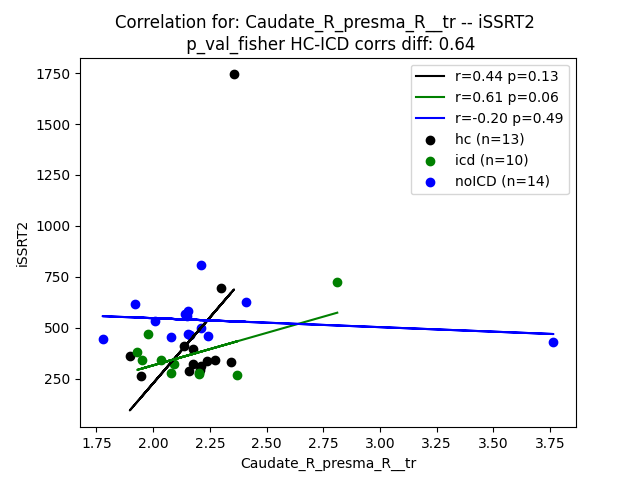 Correlation for: Caudate_R_presma_R__tr -- iSSRT2
p_val_fisher HC-ICD corrs diff: 0.64
r=0.44 p=0.13
r=0.61 p=0.06
r=-0.20 p=0.49
hc (n=13)
icd (n=10)
noICD (n=14)
1750
1500
1250
1000
750
500
250
iSSRT2
1.75 2.00 2.25 2.50 2.75 3.00 3.25 3.50 3.75
Caudate_R_presma_R__tr